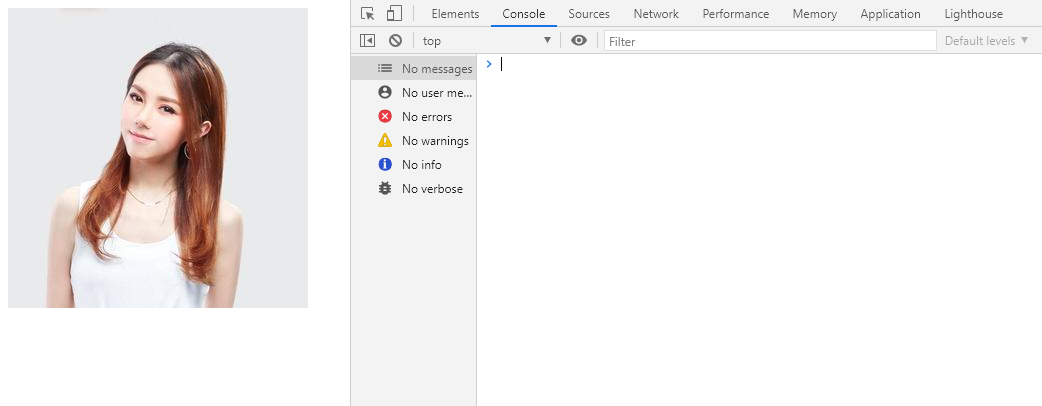 Elements Console Sources Network Performance Memory Application Lighthouse
top Filter Default levels
No messages
No user me...
No errors
No warnings
No info
No verbose